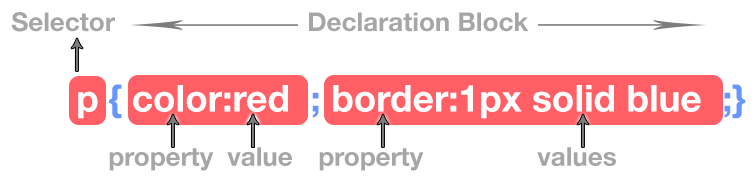 Selector Declaration Block
p{ color:red ; border:1px solid blue ;}
property value property values